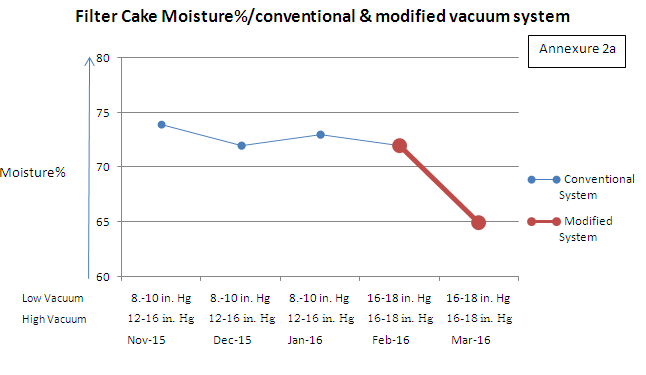 Filter Cake Moisture%/conventional & modified vacuum system
Annexure 2a
80
75
70
65
60
Moisture%
Conventional
System
Modified
System
Low Vacuum 8.-10 in. Hg 8.-10 in. Hg 8.-10 in. Hg 16-18 in. Hg 16-18 in. Hg
High Vacuum 12-16 in. Hg 12-16 in. Hg 12-16 in. Hg 16-18 in. Hg 16-18 in. Hg
Nov-15 Dec-15 Jan-16 Feb-16 Mar-16